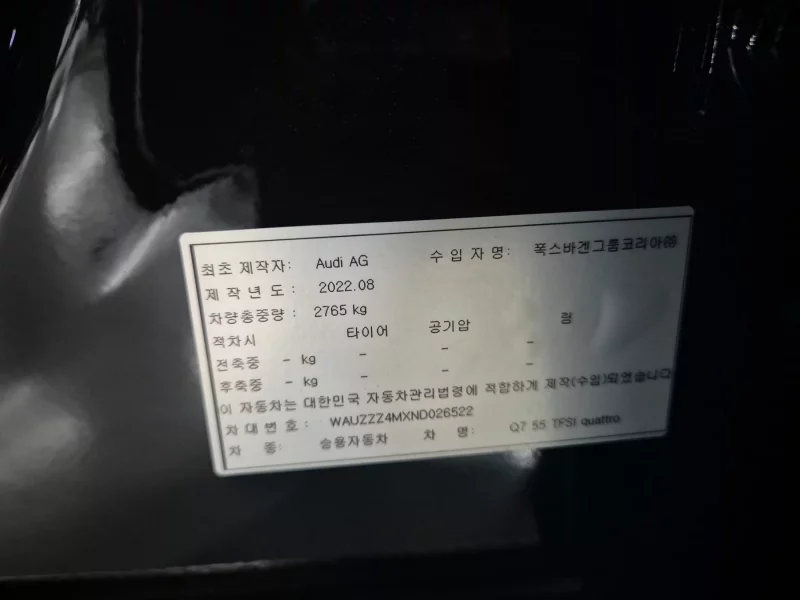 최초 제작자: Audi AG 수 입 자 명: 폭스바겐그룹코리아㈜
제 작 년 도 : 2022.08
차량총중량 : 2765 kg
적차시 타이어 공기압 림
전축중 - kg - - -
후축중 - kg - - -
이 자동차는 대한민국 자동차관리법령에 적합하게 제작(수입)되었습니다
차 대 번 호 : WAUZZZ4MXND026522
차 종: 승용자동차 차 명: Q7 55 TFSI quattro